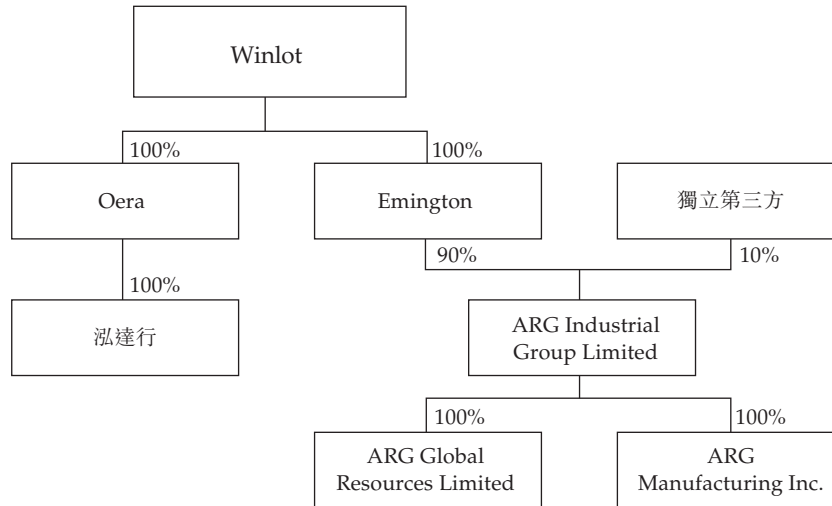 Winlot
100%
100%
Oera
Emington
獨立第三方
90%
10%
100%
泓達行
ARG Industrial
Group Limited
100%
100%
ARG Global
Resources Limited
ARG
Manufacturing Inc.